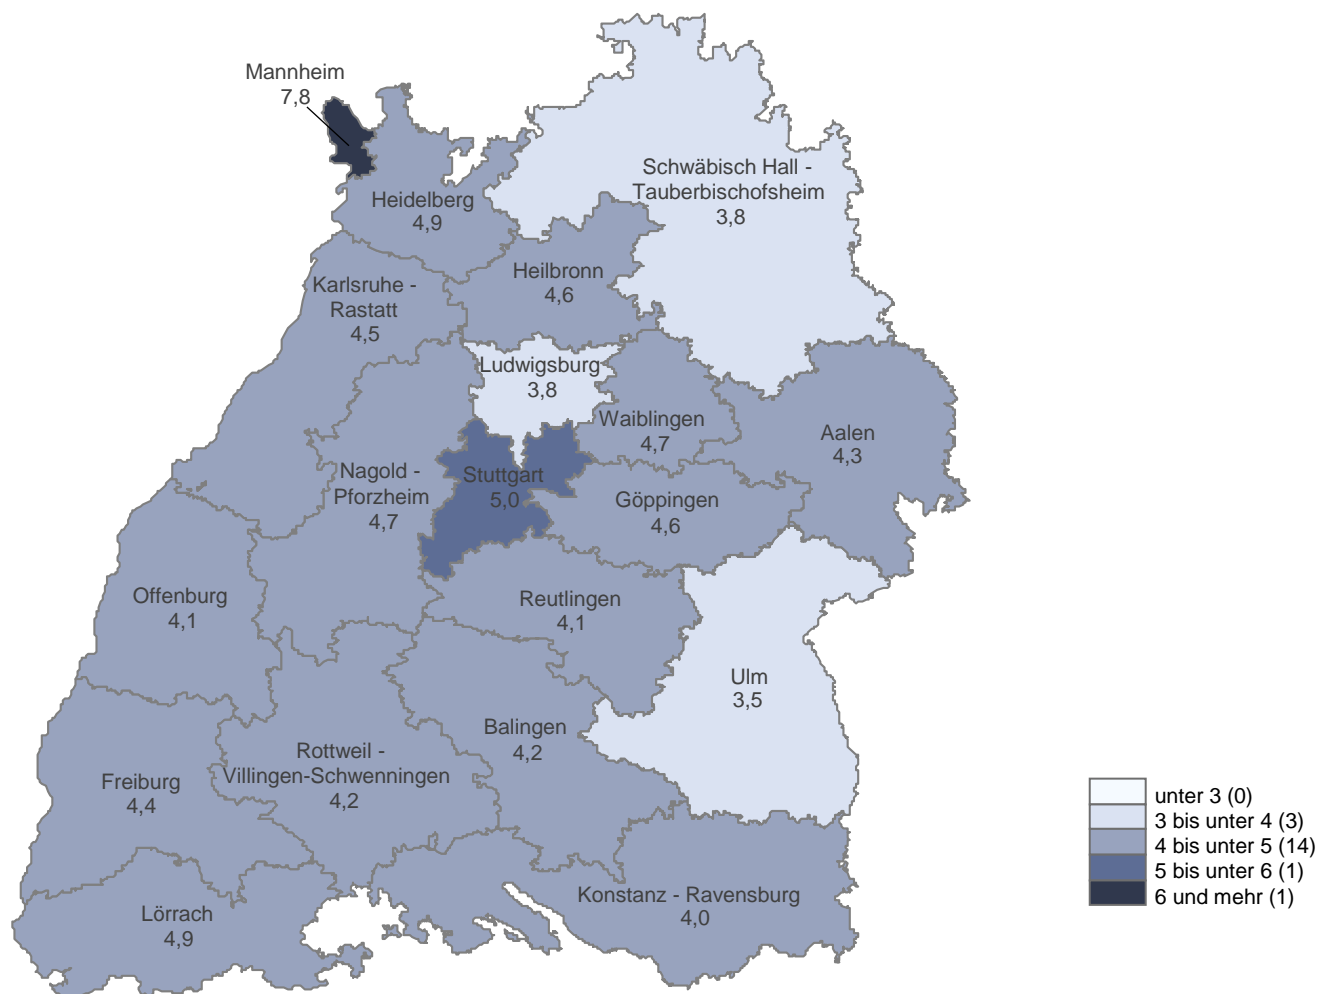 Mannheim
7,8
Schwäbisch Hall -
Tauberbischofsheim
3,8
Heidelberg
4,9
Heilbronn
4,6
Karlsruhe -
Rastatt
4,5
Ludwigsburg
3,8
Waiblingen
4,7
Aalen
4,3
Nagold -
Pforzheim
4,7
Stuttgart
5,0
Göppingen
4,6
Offenburg
4,1
Reutlingen
4,1
Ulm
3,5
Balingen
4,2
Rottweil -
Villingen-Schwenningen
4,2
Freiburg
4,4
Konstanz - Ravensburg
4,0
Lörrach
4,9
unter 3 (0)
3 bis unter 4 (3)
4 bis unter 5 (14)
5 bis unter 6 (1)
6 und mehr (1)